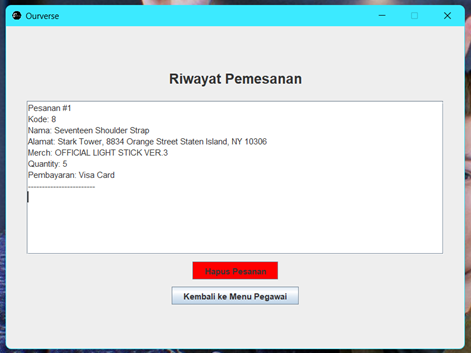 Ourverse
Riwayat Pemesanan
Pesanan #1
Kode: 8
Nama: Seventeen Shoulder Strap
Alamat: Stark Tower, 8834 Orange Street Staten Island, NY 10306
Merch: OFFICIAL LIGHT STICK VER.3
Quantity: 5
Pembayaran: Visa Card
------------------------
Hapus Pesanan
Kembali ke Menu Pegawai